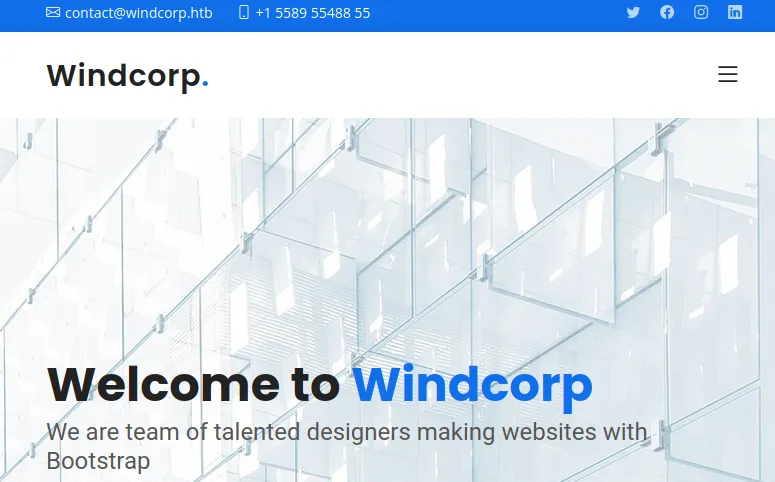 contact@windcorp.htb +1 5589 55488 55
Windcorp.
Welcome to Windcorp
We are team of talented designers making websites with
Bootstrap